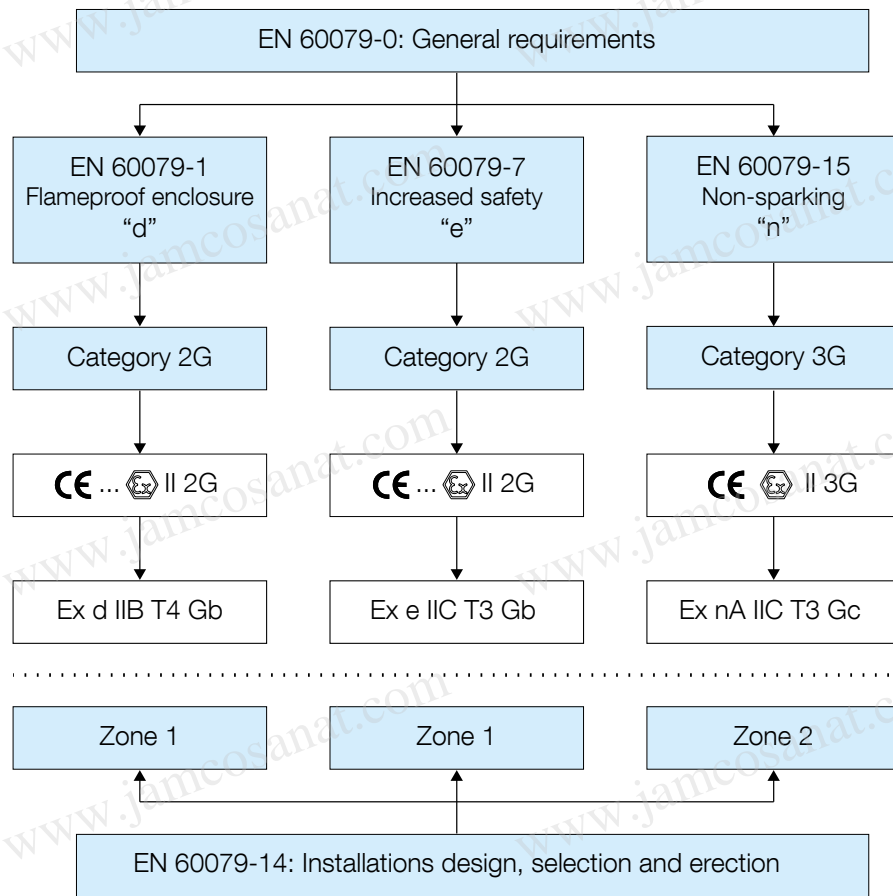 EN 60079-0: General requirements
EN 60079-1
Flameproof enclosure
“d”
EN 60079-7
Increased safety
“e”
EN 60079-15
Non-sparking
“n”
Category 2G
Category 2G
Category 3G
CE ... Ex II 2G
CE ... Ex II 2G
CE Ex II 3G
Ex d IIB T4 Gb
Ex e IIC T3 Gb
Ex nA IIC T3 Gc
Zone 1
Zone 1
Zone 2
EN 60079-14: Installations design, selection and erection
www.jamcosanat.com